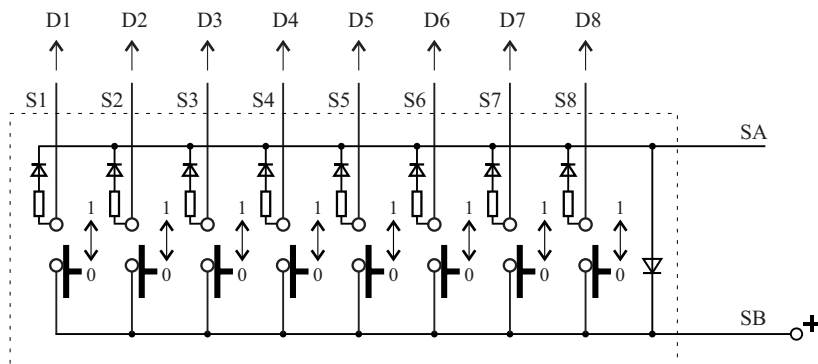 D1 D2 D3 D4 D5 D6 D7 D8
S1 S2 S3 S4 S5 S6 S7 S8
SA
1 1 1 1 1 1 1 1
0 0 0 0 0 0 0 0
SB
+